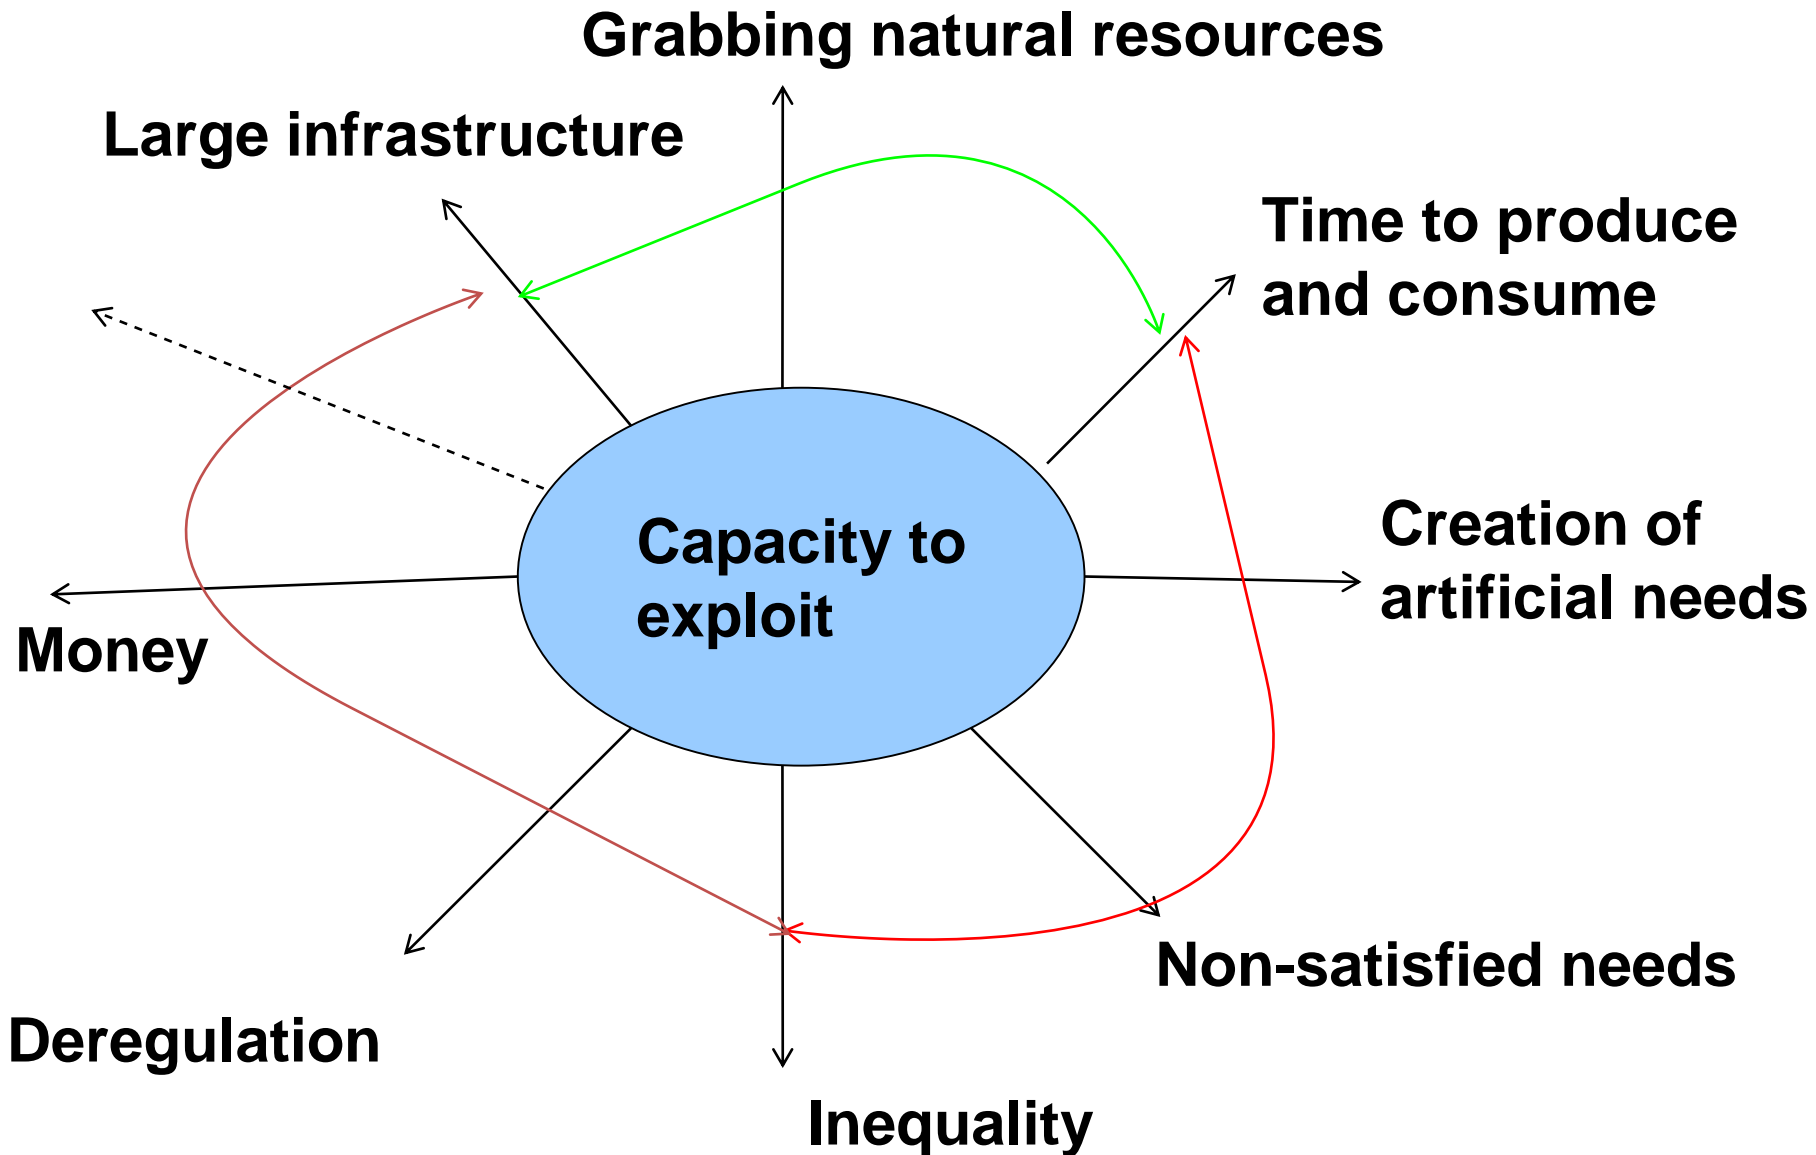 Grabbing natural resources
Large infrastructure
Time to produce
and consume
Creation of
artificial needs
Capacity to
exploit
Money
Non-satisfied needs
Deregulation
Inequality